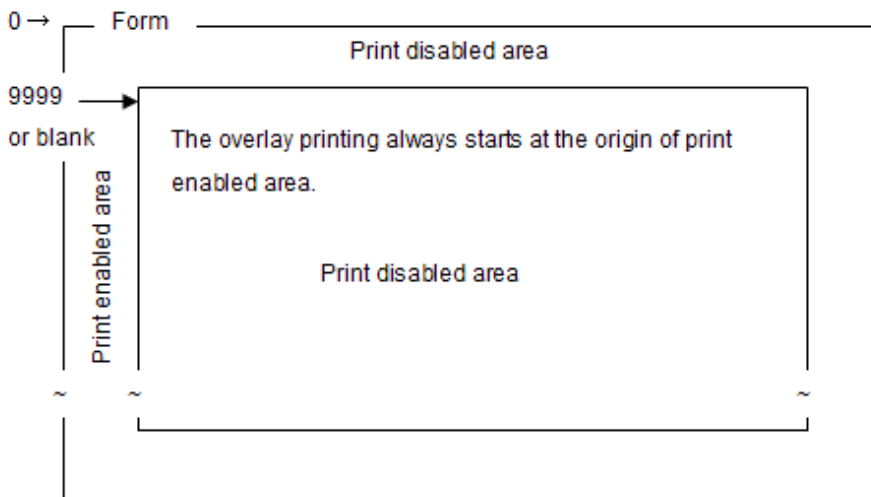 0 → Form
Print disabled area
9999
or blank
The overlay printing always starts at the origin of print
enabled area.
Print enabled area
Print disabled area
~ ~ ~